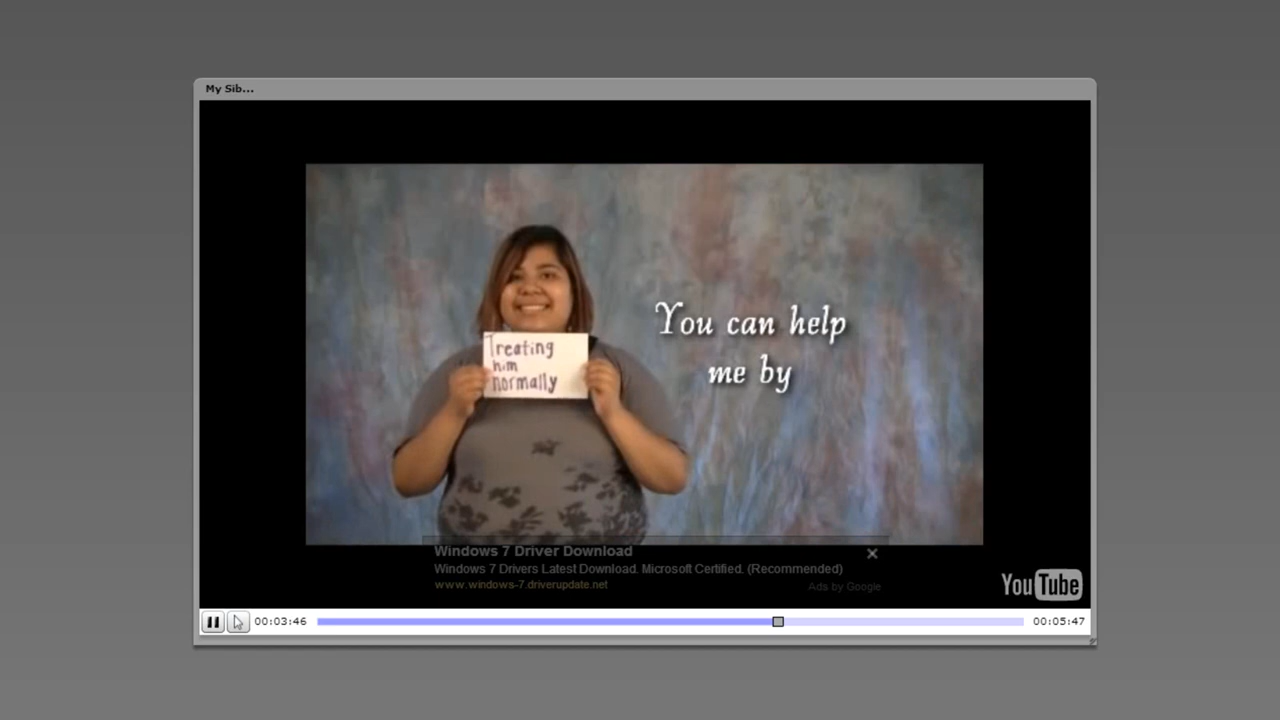 My Sib...
Treating
him
normally
You can help
me by
Windows 7 Driver Download
Windows 7 Drivers Latest Download. Microsoft Certified. (Recommended)
www.windows-7.driverupdate.net
Ads by Google
YouTube
00:03:46
00:05:47